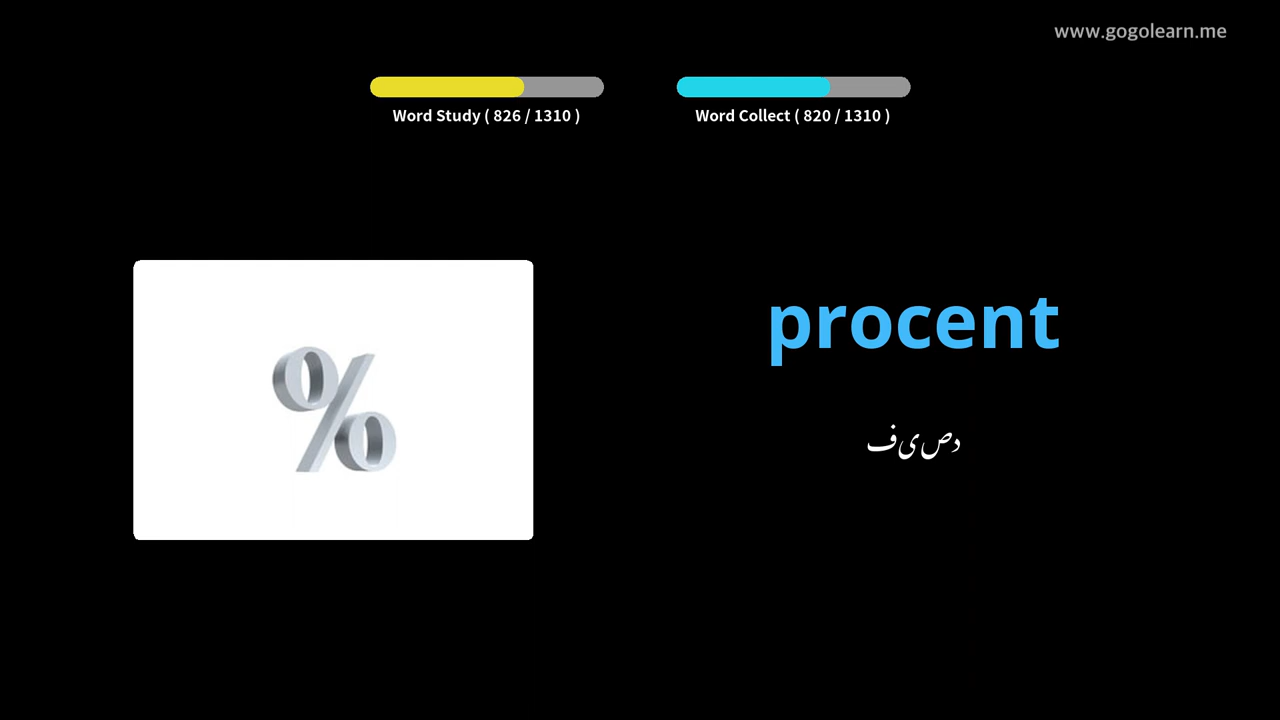 www.gogolearn.me
Word Study ( 826 / 1310 )
Word Collect ( 820 / 1310 )
procent
فیصد